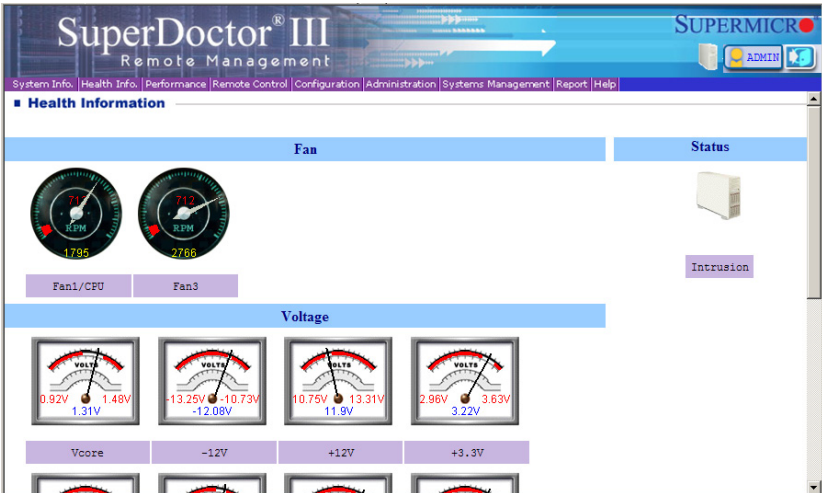 SuperDoctor® III
Remote Management
SUPERMICRO
ADMIN
System Info. Health Info. Performance Remote Control Configuration Administration Systems Management Report Help
Health Information
Fan
Status
712
RPM
1795
712
RPM
2766
Fan1/CPU
Fan3
Intrusion
Voltage
VOLTS
0.92V 1.48V
1.31V
VOLTS
-13.25V -10.73V
-12.08V
VOLTS
10.75V 13.31V
11.9V
VOLTS
2.96V 3.63V
3.22V
Vcore
-12V
+12V
+3.3V